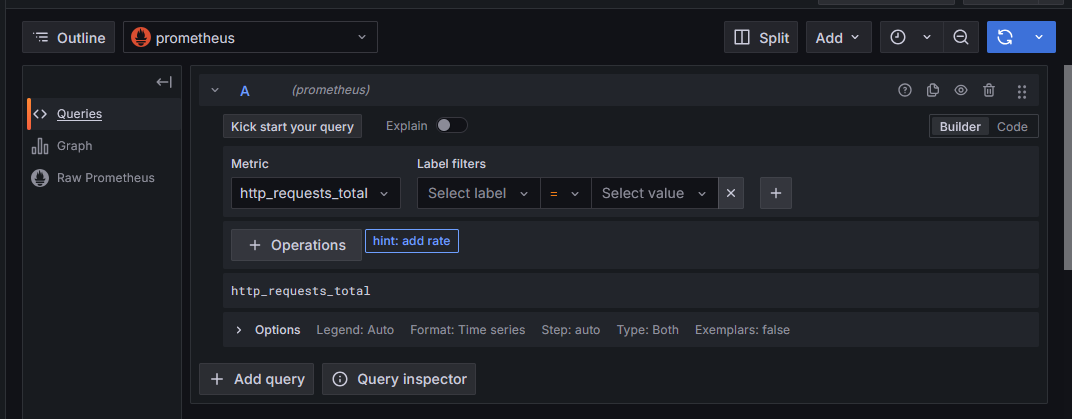 Outline
prometheus
Split
Add
Queries
Graph
Raw Prometheus
A (prometheus)
Kick start your query
Explain
Builder
Code
Metric
Label filters
http_requests_total
Select label
=
Select value
+ Operations
hint: add rate
http_requests_total
Options Legend: Auto Format: Time series Step: auto Type: Both Exemplars: false
+ Add query
Query inspector